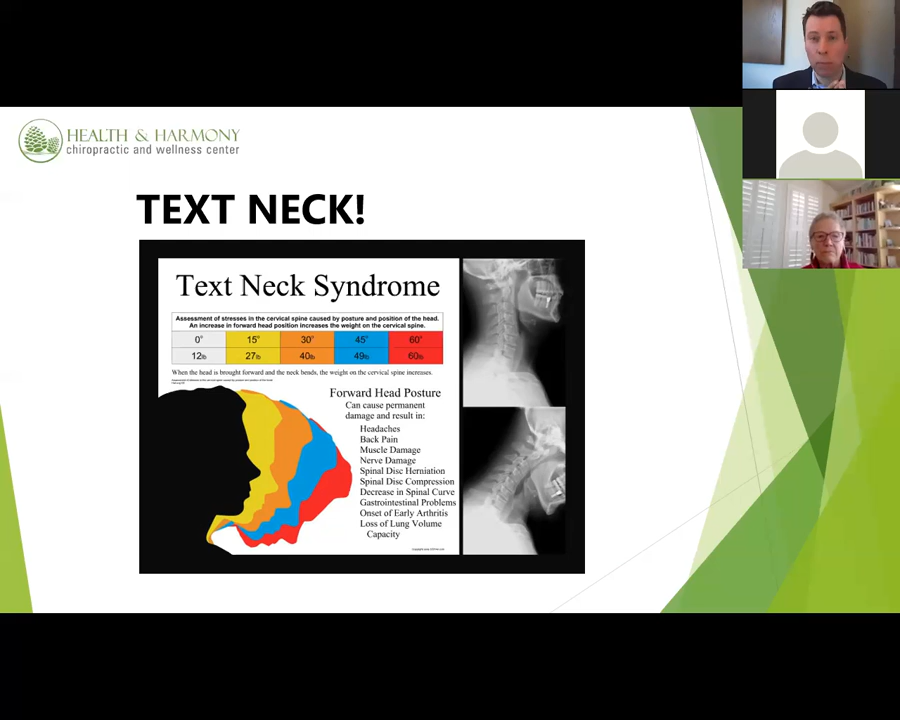 HEALTH & HARMONY
chiropractic and wellness center
TEXT NECK!
Text Neck Syndrome
Assessment of stresses in the cervical spine caused by posture and position of the head.
An increase in forward head position increases the weight on the cervical spine.
0° 15° 30° 45° 60°
12lb 27lb 40lb 49lb 60lb
When the head is brought forward and the neck bends, the weight on the cervical spine increases.
Forward Head Posture
Can cause permanent
damage and result in:
Headaches
Back Pain
Muscle Damage
Nerve Damage
Spinal Disc Herniation
Spinal Disc Compression
Decrease in Spinal Curve
Gastrointestinal Problems
Onset of Early Arthritis
Loss of Lung Volume
Capacity